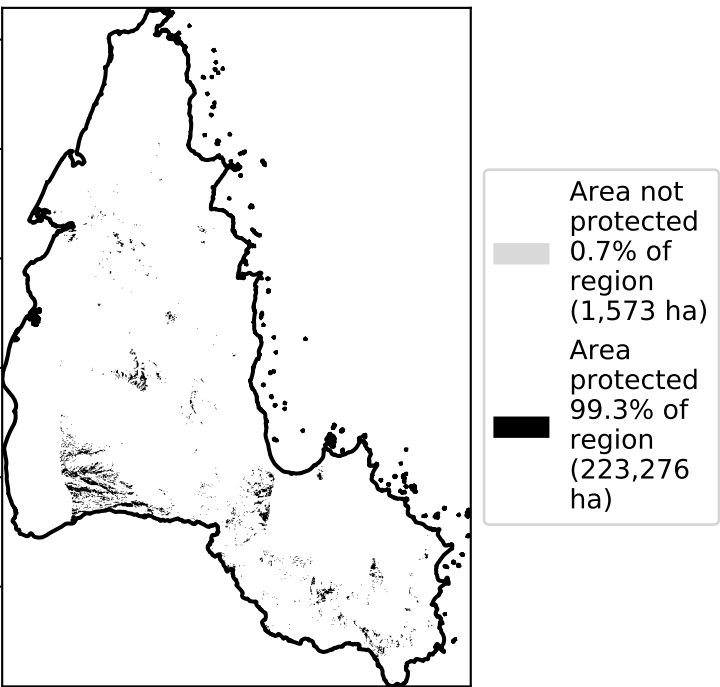 Area not
protected
0.7% of
region
(1,573 ha)
Area
protected
99.3% of
region
(223,276
ha)